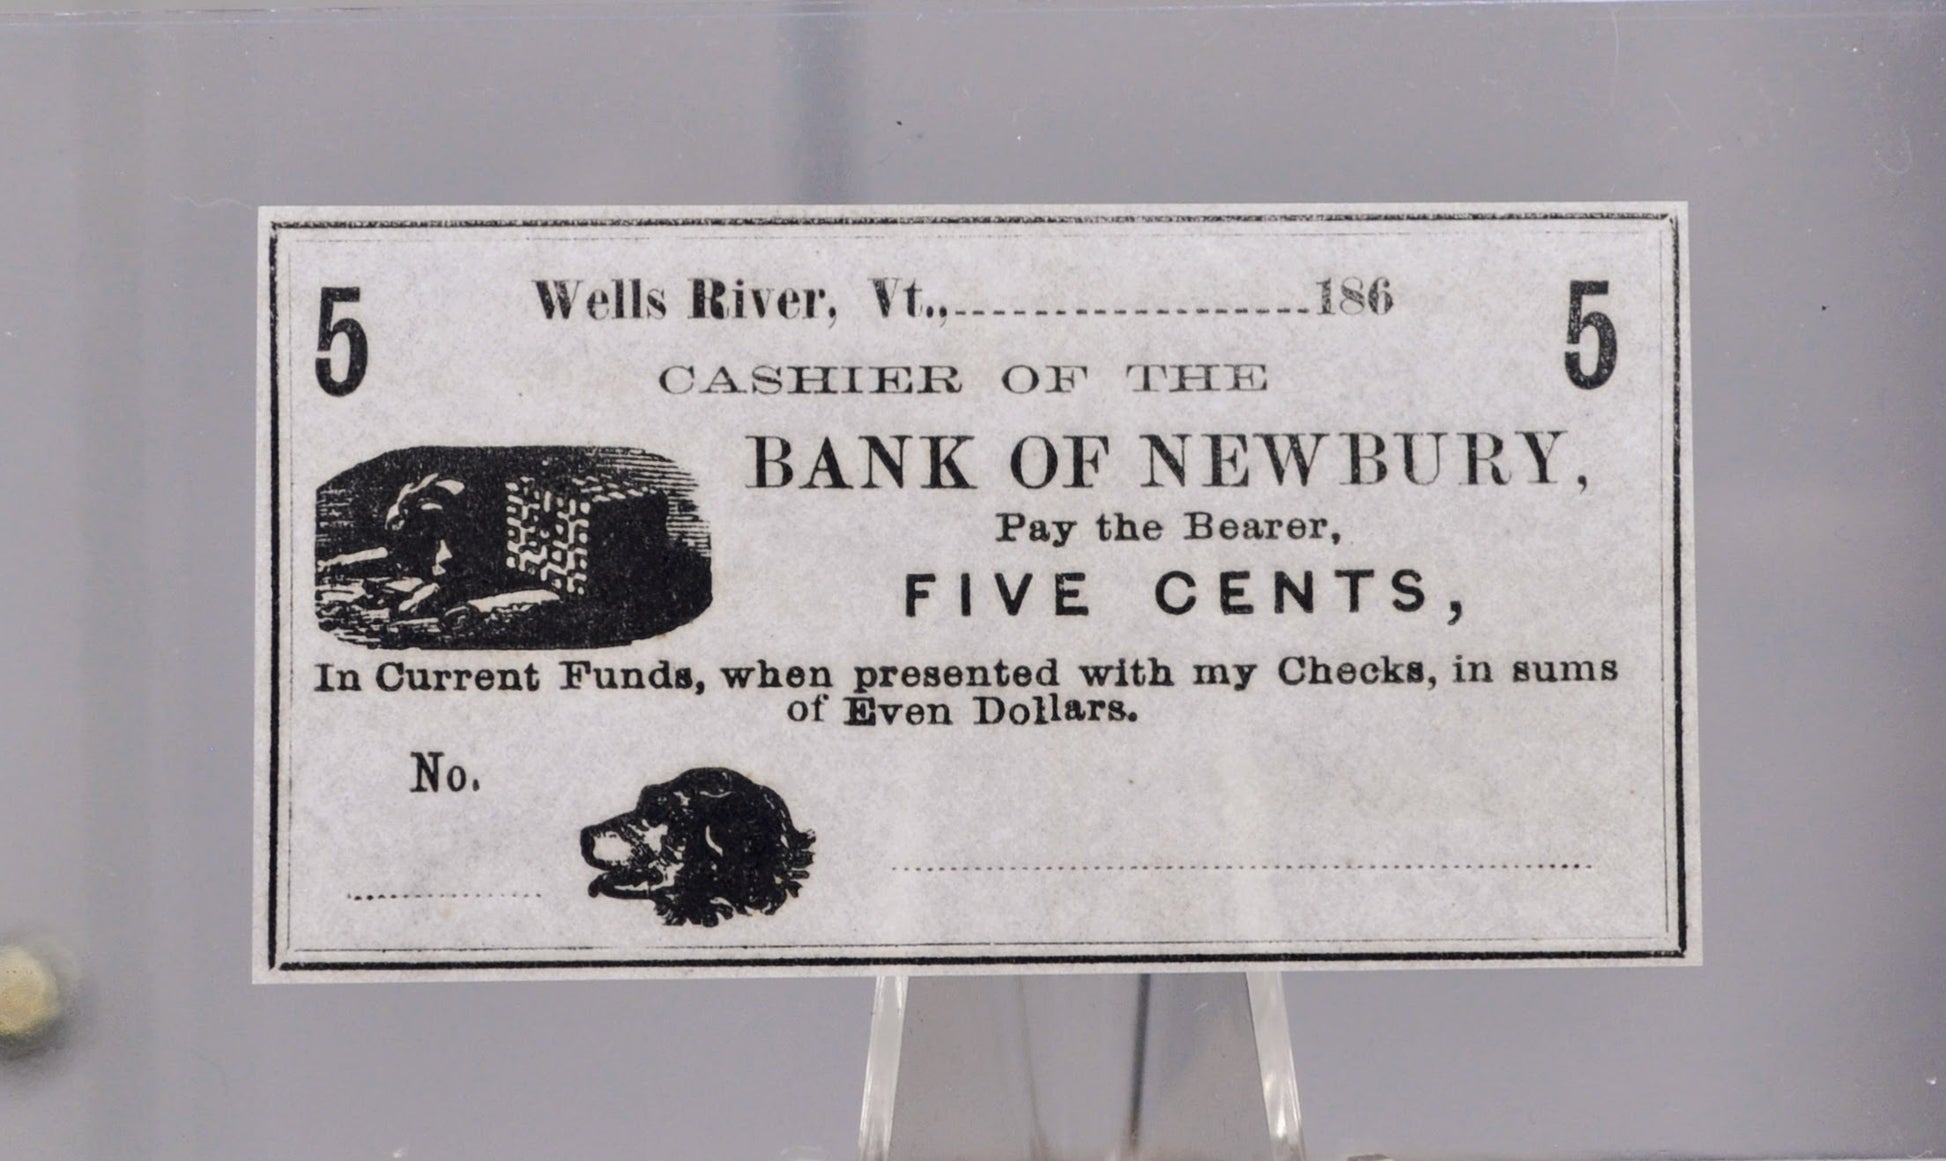 5 Wells River, Vt.,...................186 5
CASHIER OF THE
BANK OF NEWBURY,
Pay the Bearer,
FIVE CENTS,
In Current Funds, when presented with my Checks, in sums
of Even Dollars.
No.